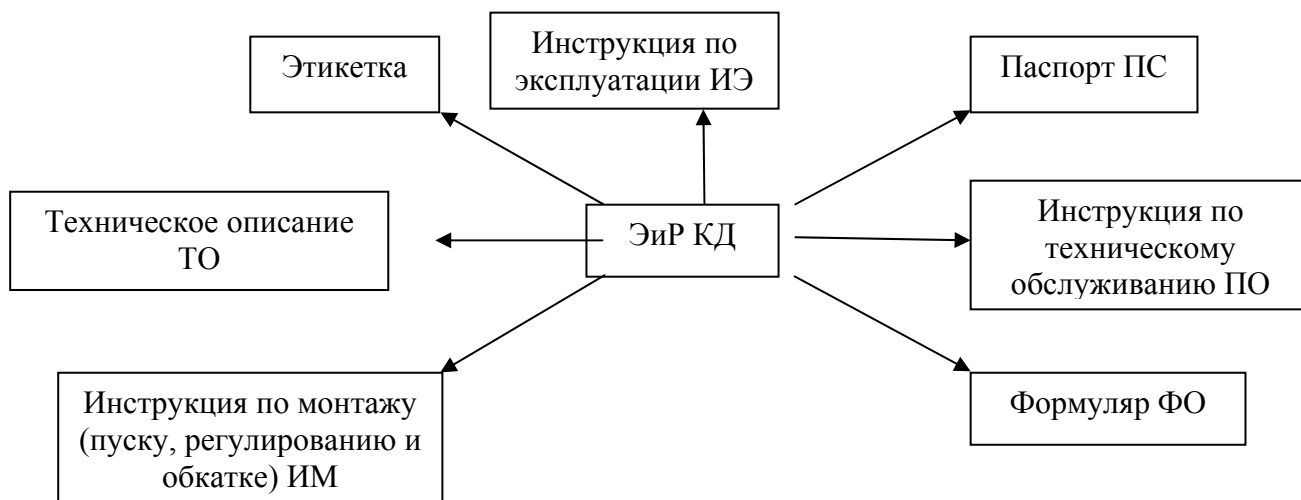 Этикетка
Инструкция по
эксплуатации ИЭ
Паспорт ПС
Техническое описание
ТО
ЭиР КД
Инструкция по
техническому
обслуживанию ПО
Инструкция по монтажу
(пуску, регулированию и
обкатке) ИМ
Формуляр ФО